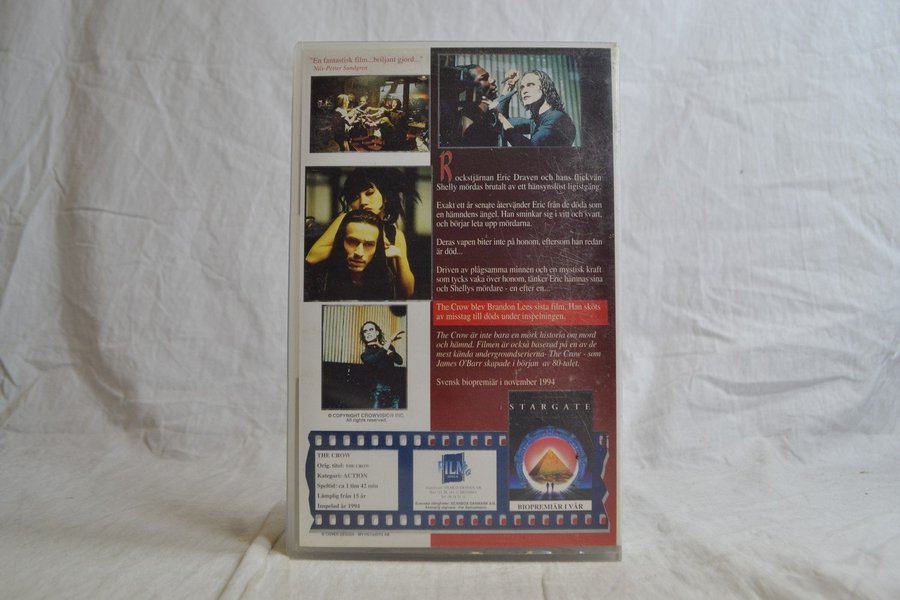 "En fantastisk film...briljant gjord..."
Nils-Petter Sundgren
Rockstjärnan Eric Draven och hans flickvän
Shelly mördas brutalt av ett hänsynslöst ligistgäng.
Exakt ett år senare återvänder Eric från de döda som
en hämndens ängel. Han sminkar sig i vitt och svart,
och börjar leta upp mördarna.
Deras vapen biter inte på honom, eftersom han redan
är död...
Driven av plågsamma minnen och en mystisk kraft
som tycks vaka över honom, tänker Eric hämnas sina
och Shellys mördare - en efter en...
The Crow blev Brandon Lees sista film. Han sköts
av misstag till döds under inspelningen.
The Crow är inte bara en mörk historia om mord
och hämnd. Filmen är också baserad på en av de
mest kända undergroundserierna- The Crow - som
James O'Barr skapade i början av 80-talet.
Svensk biopremiär i november 1994
© COPYRIGHT CROWVISION INC.
All rights reserved.
THE CROW
Orig. titel: THE CROW
Kategori: ACTION
Speltid: ca 1 tim 42 min
Lämplig från 15 år
Inspelad år 1994
FILMCo
STARGATE
BIOPREMIÄR I VÅR